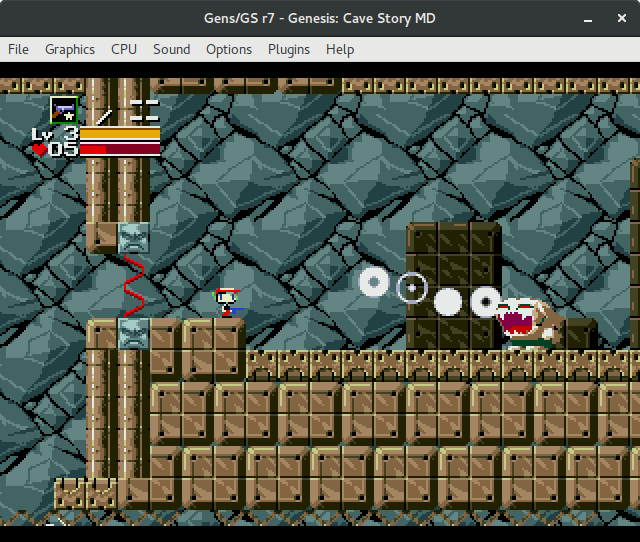 Gens/GS r7 - Genesis: Cave Story MD
File Graphics CPU Sound Options Plugins Help
Lv 3
05